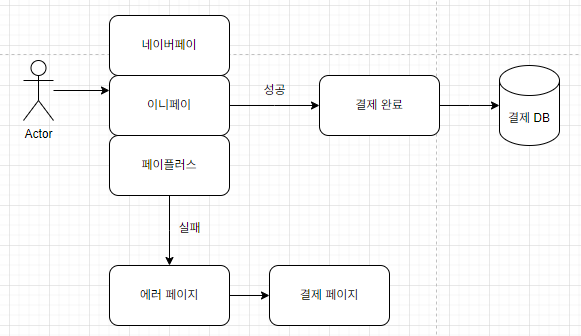 네이버페이
이니페이
성공
결제 완료
결제 DB
Actor
페이플러스
실패
에러 페이지
결제 페이지